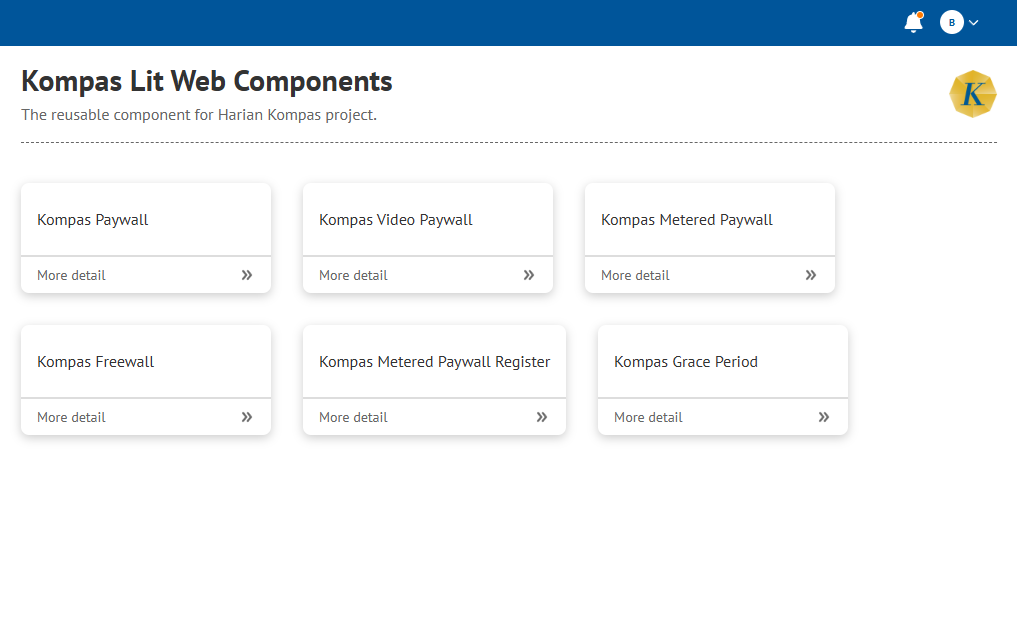 B
Kompas Lit Web Components
The reusable component for Harian Kompas project.
K
Kompas Paywall
More detail
Kompas Video Paywall
More detail
Kompas Metered Paywall
More detail
Kompas Freewall
More detail
Kompas Metered Paywall Register
More detail
Kompas Grace Period
More detail